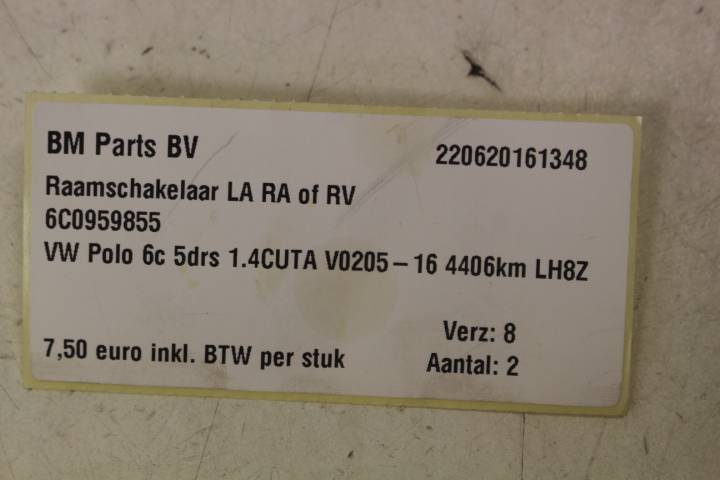 BM Parts BV 220620161348
Raamschakelaar LA RA of RV
6C0959855
VW Polo 6c 5drs 1.4CUTA V0205-16 4406km LH8Z
Verz: 8
7,50 euro inkl. BTW per stuk Aantal: 2